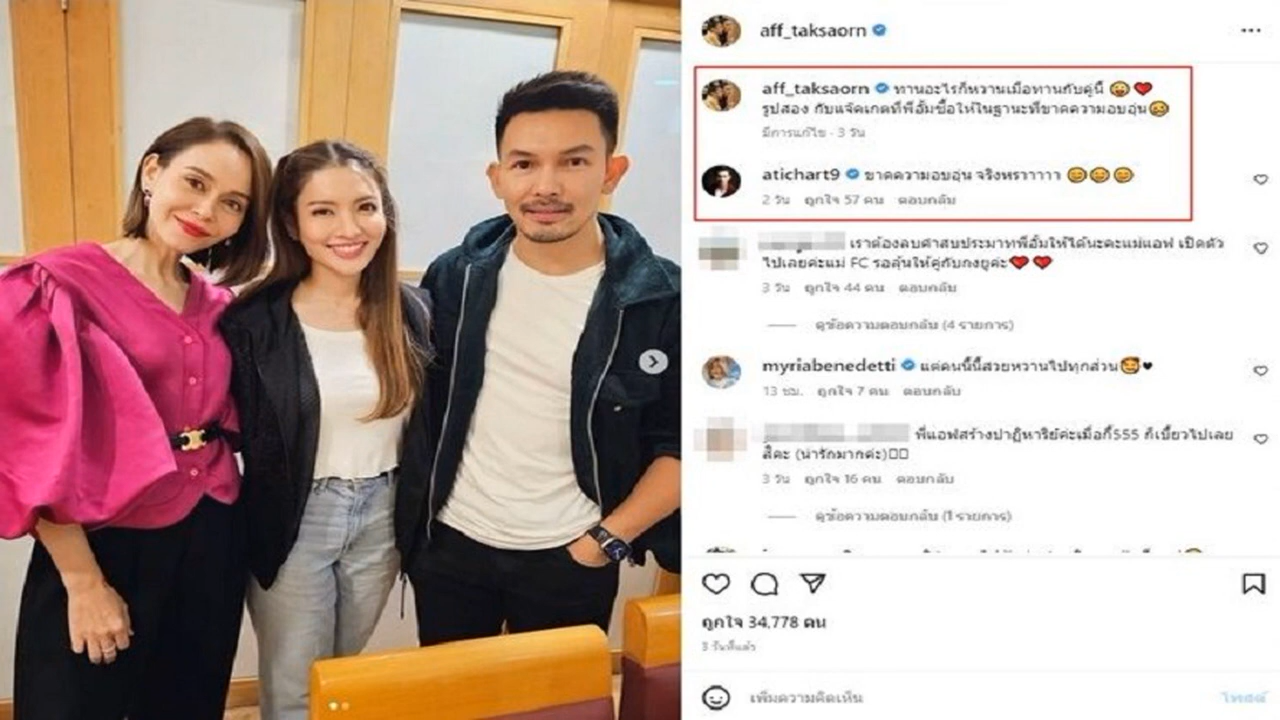 aff_taksaorn
aff_taksaorn ทานอะไรก็หวานเมื่อทานกับคู่นี้
รูปสอง กับแจ็คเกตที่พี่อั้มซื้อให้ในฐานะที่ขาดความอบอุ่น
มีการแก้ไข · 3 วัน
atichart9 ขาดความอบอุ่น จริงหราาาาา
2 วัน ถูกใจ 57 คน ตอบกลับ
เราต้องลบคำสบประมาทพี่อั้มให้ได้นะคะแม่แอฟ เปิดตัว
ไปเลยค่ะแม่ FC รอลุ้นให้คู่กับกงยูค่ะ
3 วัน ถูกใจ 44 คน ตอบกลับ
ดูข้อความตอบกลับ (4 รายการ)
myriabenedetti แต่คนนี้นี้สวยหวานไปทุกส่วน
13 ชม. ถูกใจ 7 คน ตอบกลับ
พี่แอฟสร้างปาฏิหาริย์ค่ะเมื่อกี้555 ก็เบี้ยวไปเลย
สิ๊คะ (น่ารักมากค่ะ)
3 วัน ถูกใจ 16 คน ตอบกลับ
ดูข้อความตอบกลับ (1 รายการ)
ถูกใจ 34,778 คน
3 วันที่แล้ว
เพิ่มความคิดเห็น
โพสต์